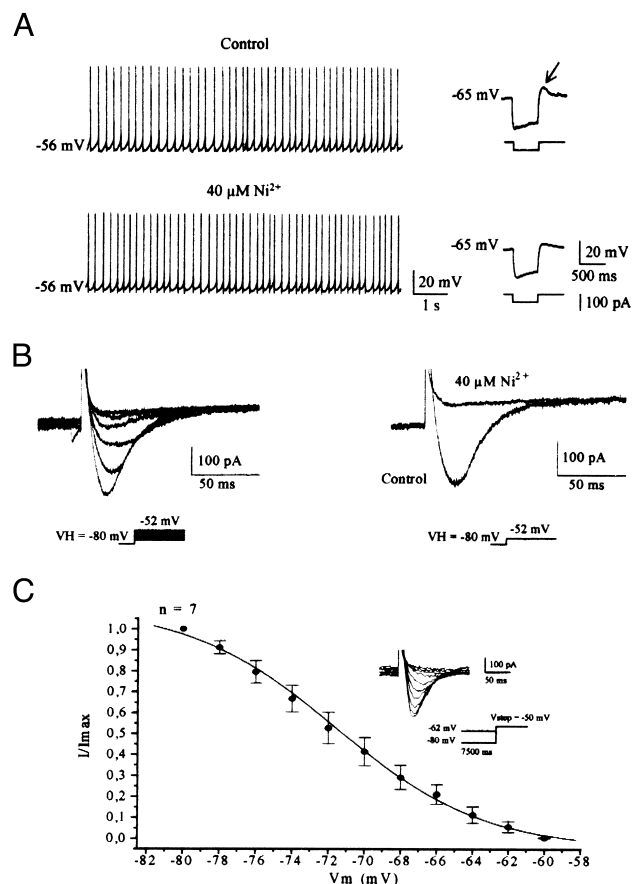 A
Control
-56 mV
-65 mV
40 µM Ni²⁺
-56 mV
20 mV
1 s
-65 mV
20 mV
500 ms
100 pA
B
100 pA
50 ms
-52 mV
VH = -80 mV
40 µM Ni²⁺
Control
100 pA
50 ms
-52 mV
VH = -80 mV
C
n = 7
I/Imax
1,0
0,9
0,8
0,7
0,6
0,5
0,4
0,3
0,2
0,1
0,0
100 pA
50 ms
Vstep = -50 mV
-62 mV
-80 mV
7500 ms
-82 -80 -78 -76 -74 -72 -70 -68 -66 -64 -62 -60 -58
Vm (mV)